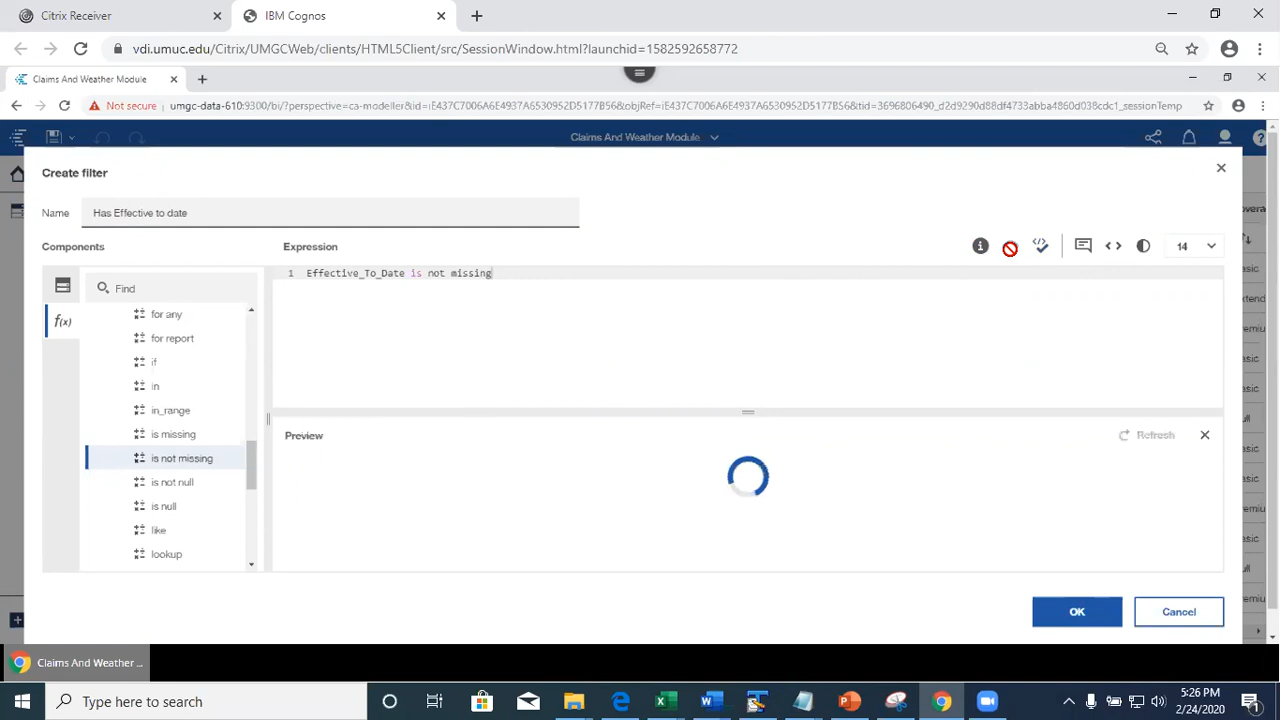 Citrix Receiver
IBM Cognos
vdi.umuc.edu/Citrix/UMGCWeb/clients/HTML5Client/src/SessionWindow.html?launchid=1582592658772
Claims And Weather Module
Not secure
umgc-data-610:9300/bi/?perspective=ca-modeller&id=iE437C7006A6E4937A6530952D5177B56&objRef=iE437C7006A6E4937A6530952D5177B56&tid=3696806490_d2d9290d88df4733abba4860d038cdc1_sessionTemp
Claims And Weather Module
Create filter
Name
Has Effective to date
Components
Expression
14
Find
1 Effective_To_Date is not missing
f(x)
for any
for report
if
in
in_range
is missing
is not missing
is not null
is null
like
lookup
Preview
Refresh
OK
Cancel
Claims And Weather ...
Type here to search
5:26 PM
2/24/2020